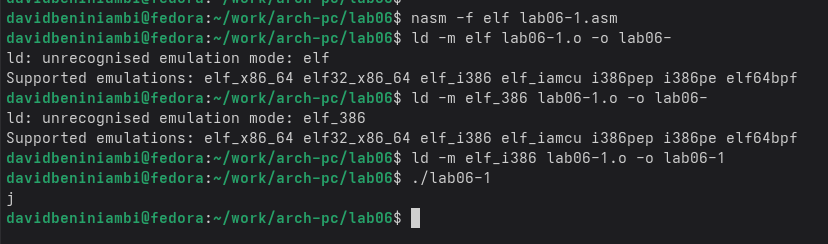 davidbeniniambi@fedora:~/work/arch-pc/lab06$ nasm -f elf lab06-1.asm
davidbeniniambi@fedora:~/work/arch-pc/lab06$ ld -m elf lab06-1.o -o lab06-
ld: unrecognised emulation mode: elf
Supported emulations: elf_x86_64 elf32_x86_64 elf_i386 elf_iamcu i386pep i386pe elf64bpf
davidbeniniambi@fedora:~/work/arch-pc/lab06$ ld -m elf_386 lab06-1.o -o lab06-
ld: unrecognised emulation mode: elf_386
Supported emulations: elf_x86_64 elf32_x86_64 elf_i386 elf_iamcu i386pep i386pe elf64bpf
davidbeniniambi@fedora:~/work/arch-pc/lab06$ ld -m elf_i386 lab06-1.o -o lab06-1
davidbeniniambi@fedora:~/work/arch-pc/lab06$ ./lab06-1
j
davidbeniniambi@fedora:~/work/arch-pc/lab06$